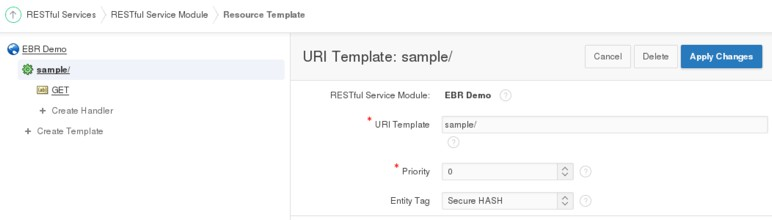 RESTful Services RESTful Service Module Resource Template
EBR Demo
sample/
GET
+ Create Handler
+ Create Template
URI Template: sample/
Cancel Delete Apply Changes
RESTful Service Module: EBR Demo ?
* URI Template sample/
?
* Priority 0 ?
Entity Tag Secure HASH ?